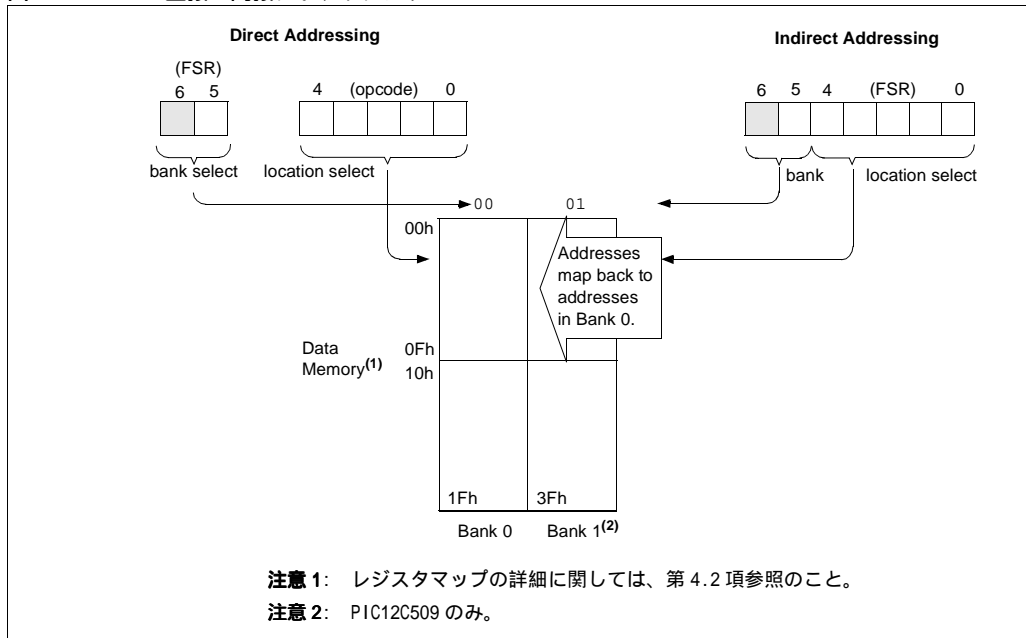 Direct Addressing
Indirect Addressing
(FSR)
6 5
4 (opcode) 0
6 5 4 (FSR) 0
bank select
location select
bank
location select
00 01
00h
Addresses
map back to
addresses
in Bank 0.
Data
Memory(1)
0Fh
10h
1Fh
3Fh
Bank 0
Bank 1(2)
注意 1: レジスタマップの詳細に関しては、第 4.2 項参照のこと。
注意 2: PIC12C509 のみ。